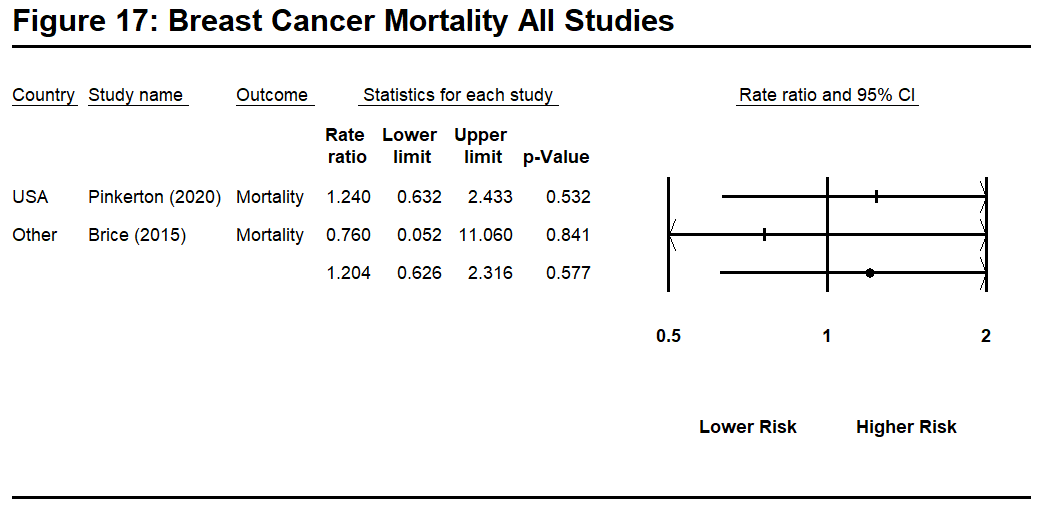 Figure 17: Breast Cancer Mortality All Studies
Country Study name Outcome Statistics for each study Rate ratio and 95% CI
Rate Lower Upper
ratio limit limit p-Value
USA Pinkerton (2020) Mortality 1.240 0.632 2.433 0.532
Other Brice (2015) Mortality 0.760 0.052 11.060 0.841
1.204 0.626 2.316 0.577
0.5 1 2
Lower Risk Higher Risk